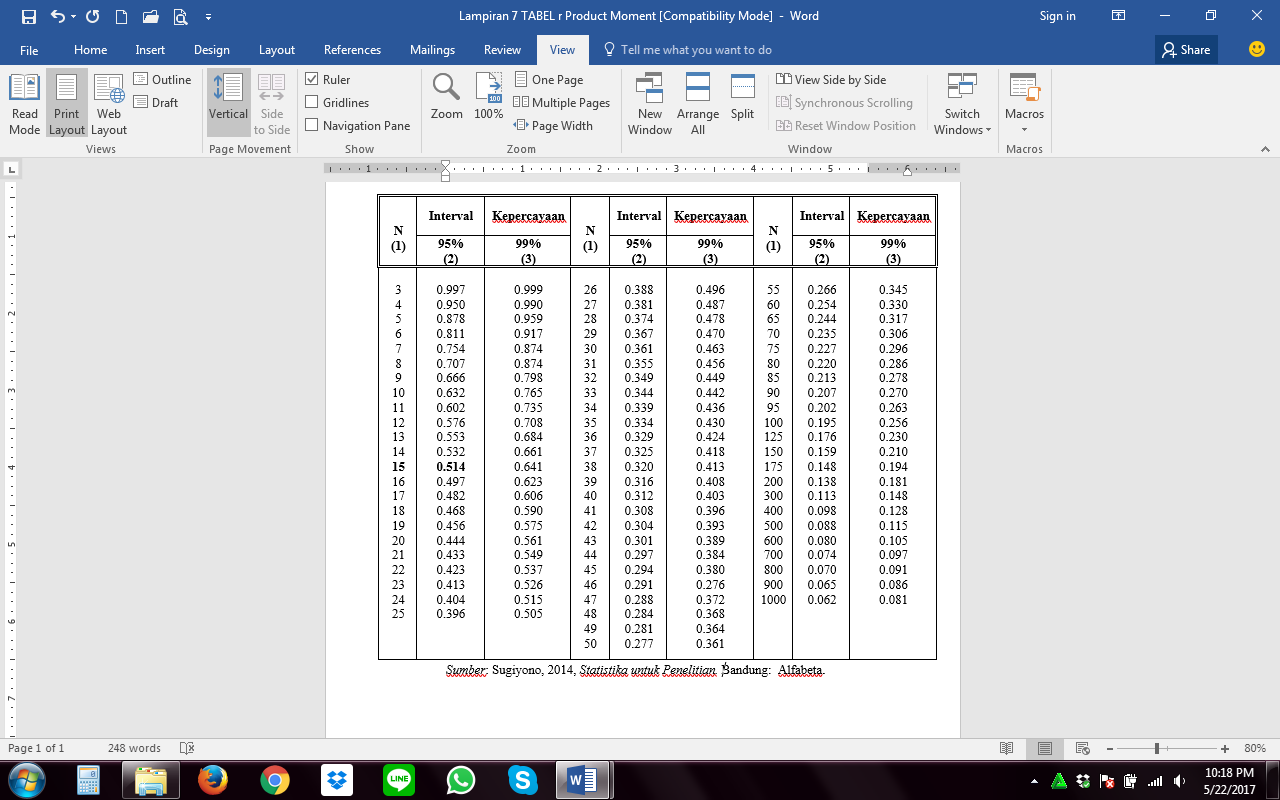 Lampiran 7 TABEL r Product Moment [Compatibility Mode] - Word
Sign in
File Home Insert Design Layout References Mailings Review View Tell me what you want to do Share
Read Mode
Print Layout
Web Layout
Outline
Draft
Views
Vertical
Side to Side
Page Movement
Ruler
Gridlines
Navigation Pane
Show
Zoom
100%
One Page
Multiple Pages
Page Width
Zoom
New Window
Arrange All
Split
View Side by Side
Synchronous Scrolling
Reset Window Position
Window
Switch Windows
Macros
Macros
1 1 2 3 4 5 6
N (1) Interval Kepercayaan N (1) Interval Kepercayaan N (1) Interval Kepercayaan
95% 99% 95% 99% 95% 99%
(2) (3) (2) (3) (2) (3)
3 0.997 0.999 26 0.388 0.496 55 0.266 0.345
4 0.950 0.990 27 0.381 0.487 60 0.254 0.330
5 0.878 0.959 28 0.374 0.478 65 0.244 0.317
6 0.811 0.917 29 0.367 0.470 70 0.235 0.306
7 0.754 0.874 30 0.361 0.463 75 0.227 0.296
8 0.707 0.874 31 0.355 0.456 80 0.220 0.286
9 0.666 0.798 32 0.349 0.449 85 0.213 0.278
10 0.632 0.765 33 0.344 0.442 90 0.207 0.270
11 0.602 0.735 34 0.339 0.436 95 0.202 0.263
12 0.576 0.708 35 0.334 0.430 100 0.195 0.256
13 0.553 0.684 36 0.329 0.424 125 0.176 0.230
14 0.532 0.661 37 0.325 0.418 150 0.159 0.210
15 0.514 0.641 38 0.320 0.413 175 0.148 0.194
16 0.497 0.623 39 0.316 0.408 200 0.138 0.181
17 0.482 0.606 40 0.312 0.403 300 0.113 0.148
18 0.468 0.590 41 0.308 0.396 400 0.098 0.128
19 0.456 0.575 42 0.304 0.393 500 0.088 0.115
20 0.444 0.561 43 0.301 0.389 600 0.080 0.105
21 0.433 0.549 44 0.297 0.384 700 0.074 0.097
22 0.423 0.537 45 0.294 0.380 800 0.070 0.091
23 0.413 0.526 46 0.291 0.276 900 0.065 0.086
24 0.404 0.515 47 0.288 0.372 1000 0.062 0.081
25 0.396 0.505 48 0.284 0.368
49 0.281 0.364
50 0.277 0.361
Sumber: Sugiyono, 2014, Statistika untuk Penelitian, Bandung: Alfabeta.
Page 1 of 1 248 words 80%
LINE
10:18 PM
5/22/2017